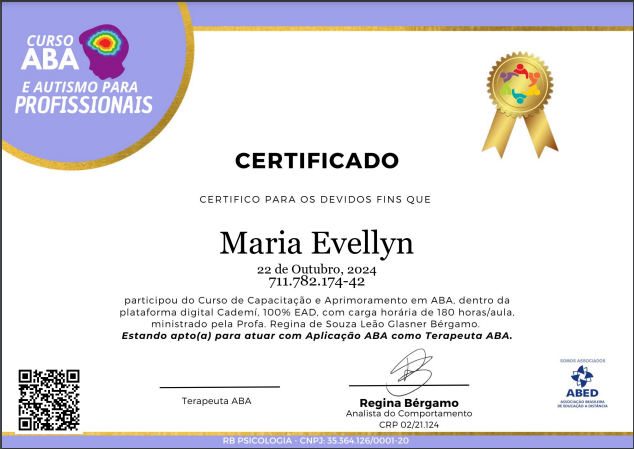 CURSO
ABA
E AUTISMO PARA
PROFISSIONAIS
CERTIFICADO
CERTIFICO PARA OS DEVIDOS FINS QUE
Maria Evellyn
22 de Outubro, 2024
711.782.174-42
participou do Curso de Capacitação e Aprimoramento em ABA, dentro da
plataforma digital Cademí, 100% EAD, com carga horária de 180 horas/aula,
ministrado pela Profa. Regina de Souza Leão Glasner Bérgamo.
Estando apto(a) para atuar com Aplicação ABA como Terapeuta ABA.
Terapeuta ABA
Regina Bérgamo
Analista do Comportamento
CRP 02/21.124
SOMOS ASSOCIADOS
ABED
ASSOCIAÇÃO BRASILEIRA
DE EDUCAÇÃO A DISTÂNCIA
RB PSICOLOGIA - CNPJ: 35.364.126/0001-20